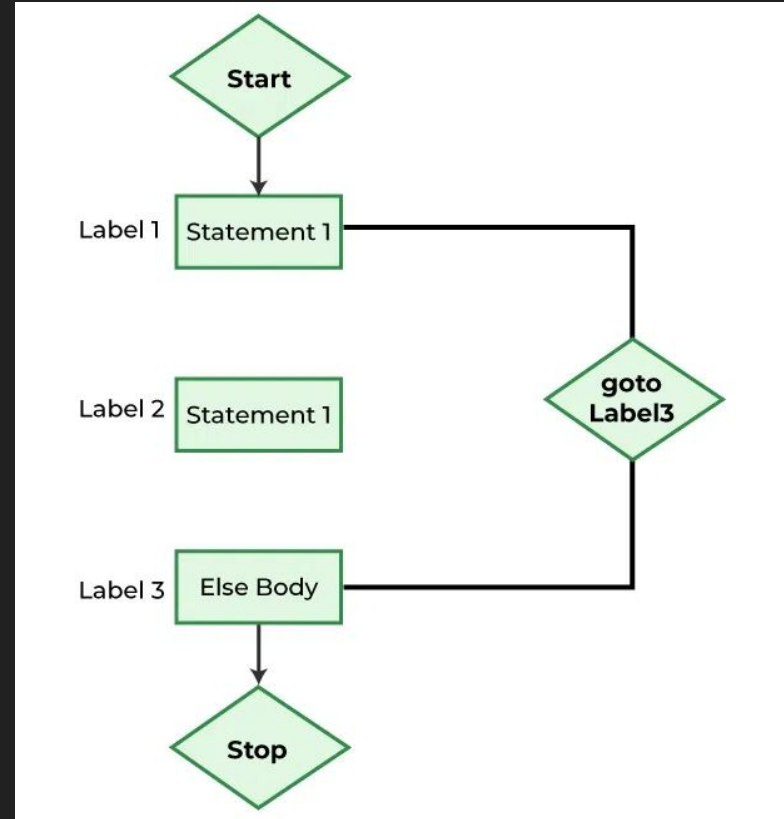 Start
Label 1
Statement 1
Label 2
Statement 1
goto
Label3
Label 3
Else Body
Stop